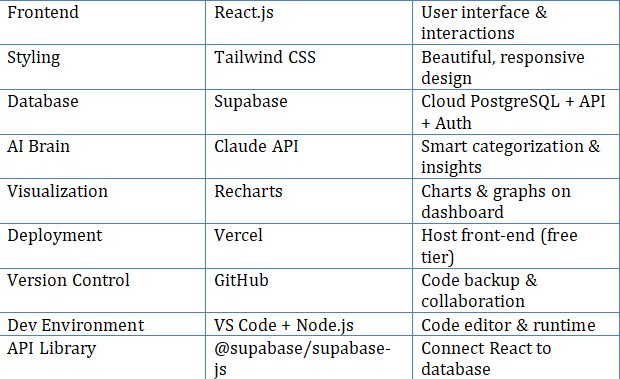 Frontend React.js User interface &
interactions
Styling Tailwind CSS Beautiful, responsive
design
Database Supabase Cloud PostgreSQL + API
+ Auth
AI Brain Claude API Smart categorization &
insights
Visualization Recharts Charts & graphs on
dashboard
Deployment Vercel Host front-end (free
tier)
Version Control GitHub Code backup &
collaboration
Dev Environment VS Code + Node.js Code editor & runtime
API Library @supabase/supabase- Connect React to
js database